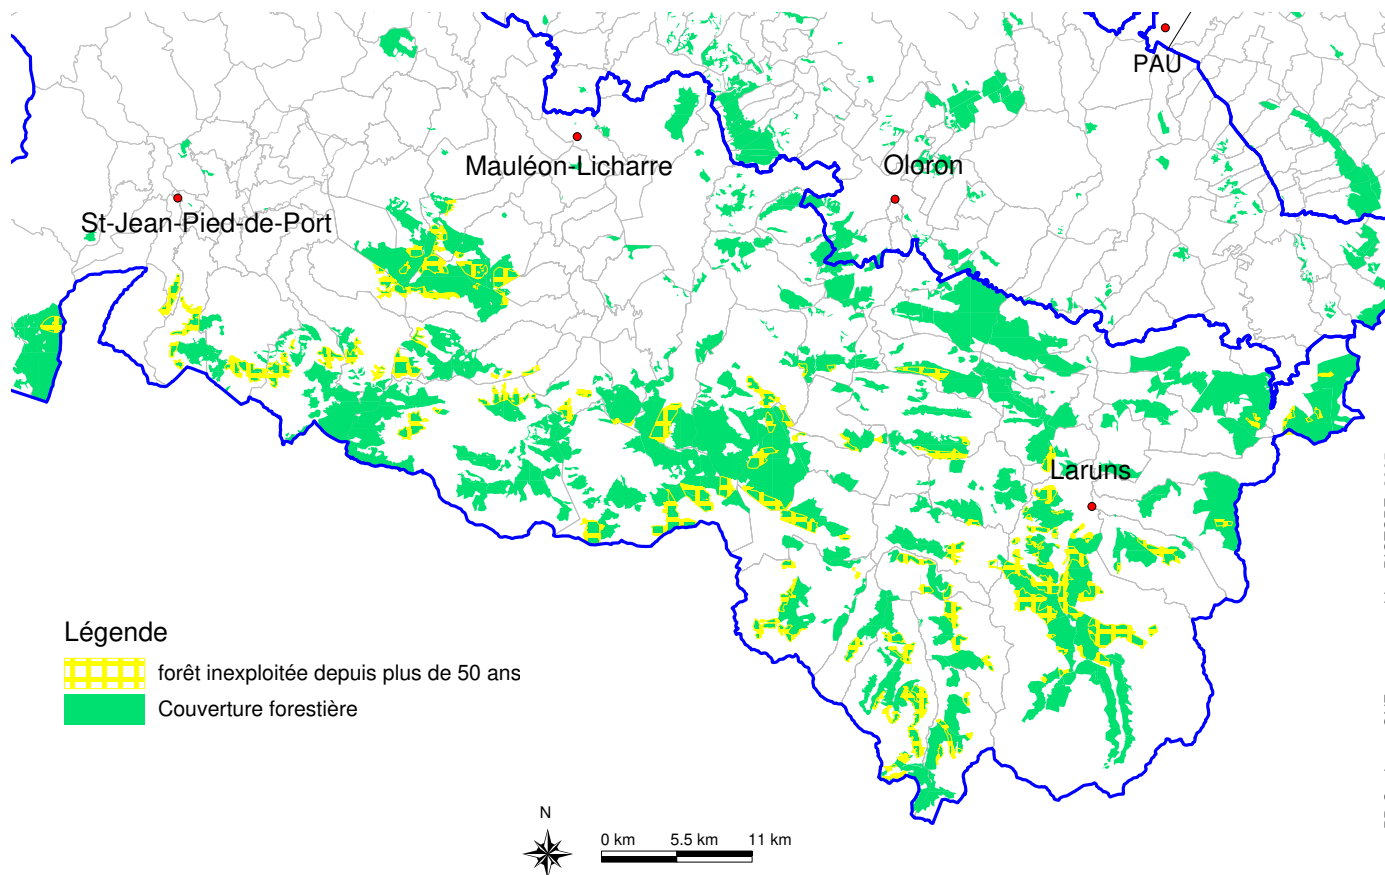 PAU
Mauléon-Licharre
Oloron
St-Jean-Pied-de-Port
Laruns
Légende
forêt inexploitée depuis plus de 50 ans
Couverture forestière
N
0 km 5.5 km 11 km